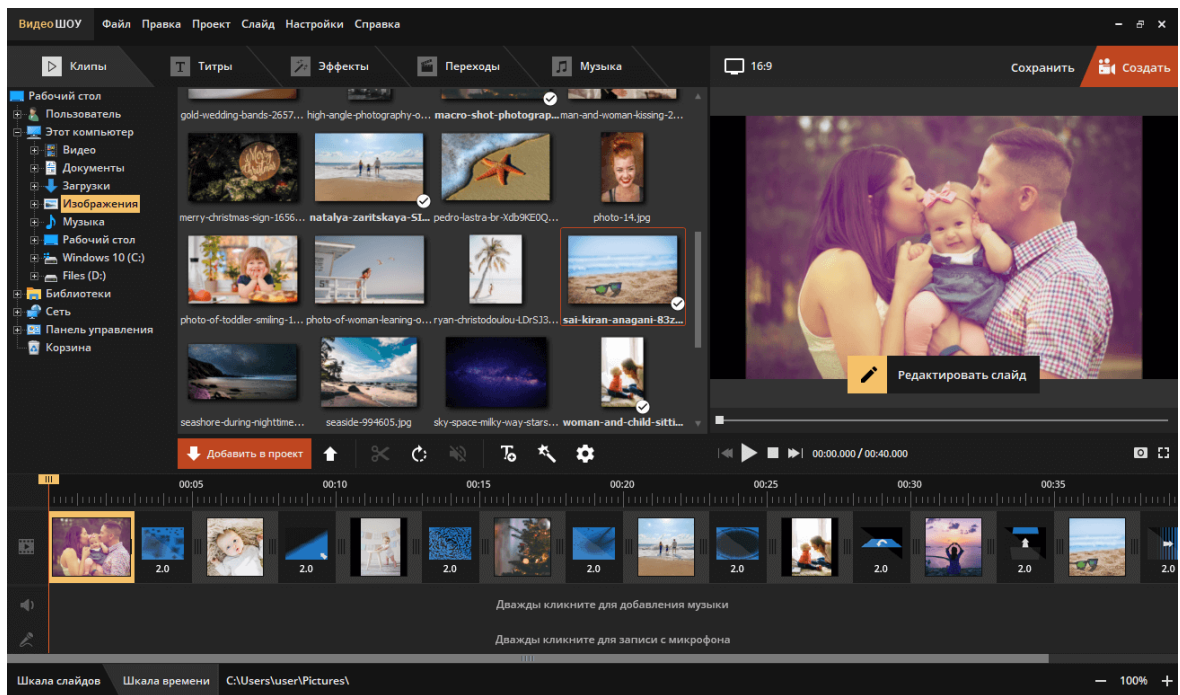 ВидеоШОУ Файл Правка Проект Слайд Настройки Справка
Клипы Титры Эффекты Переходы Музыка 16:9 Сохранить Создать
Рабочий стол
Пользователь
Этот компьютер
Видео
Документы
Загрузки
Изображения
Музыка
Рабочий стол
Windows 10 (C:)
Files (D:)
Библиотеки
Сеть
Панель управления
Корзина
gold-wedding-bands-2657... high-angle-photography-o... macro-shot-photograp... man-and-woman-kissing-2...
merry-christmas-sign-1656... natalya-zaritskaya-SI... pedro-lastra-br-Xdb9KE0Q... photo-14.jpg
photo-of-toddler-smiling-1... photo-of-woman-leaning-o... ryan-christodoulou-LDrSJ3... sai-kiran-anagani-83z...
seashore-during-nighttime... seaside-994605.jpg sky-space-milky-way-stars... woman-and-child-sitti...
Редактировать слайд
Добавить в проект
00:00.000 / 00:40.000
00:05 00:10 00:15 00:20 00:25 00:30 00:35
2.0 2.0 2.0 2.0 2.0 2.0 2.0 2.0
Дважды кликните для добавления музыки
Дважды кликните для записи с микрофона
Шкала слайдов Шкала времени C:\Users\user\Pictures\ 100%